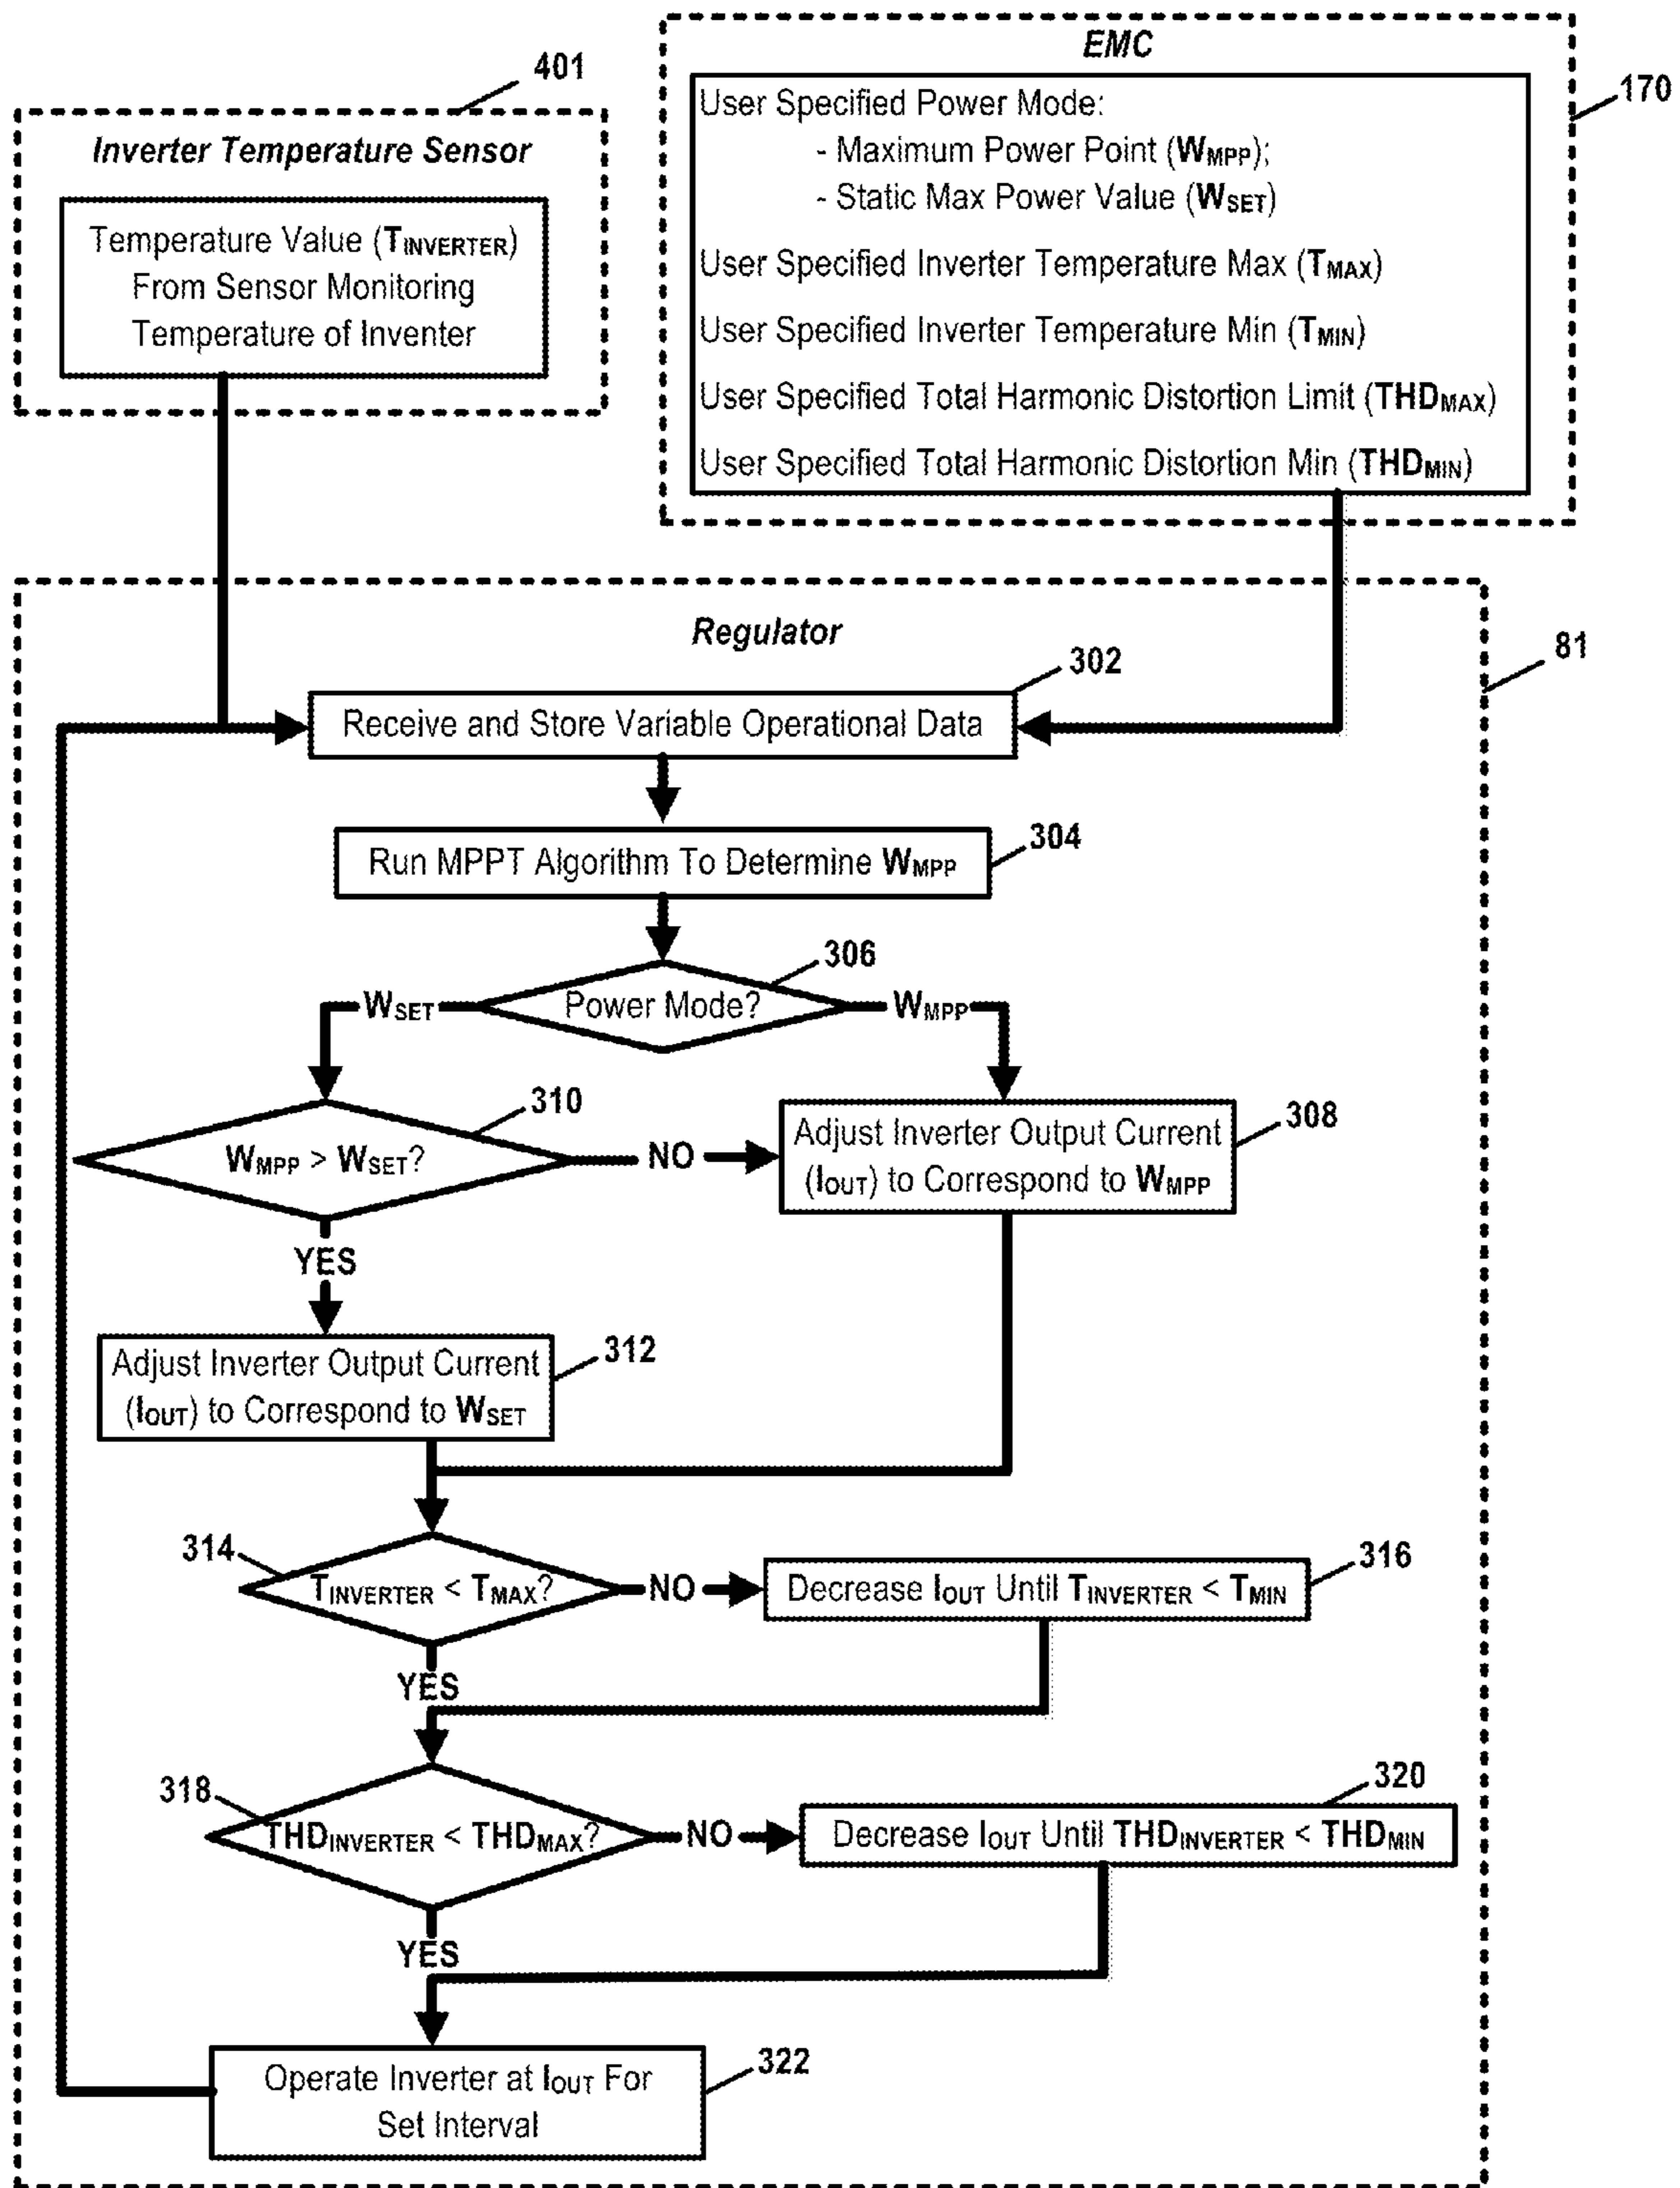 401
Inverter Temperature Sensor
Temperature Value (TINVERTER)
From Sensor Monitoring
Temperature of Inventer
EMC
170
User Specified Power Mode:
- Maximum Power Point (WMPP);
- Static Max Power Value (WSET)
User Specified Inverter Temperature Max (TMAX)
User Specified Inverter Temperature Min (TMIN)
User Specified Total Harmonic Distortion Limit (THDMAX)
User Specified Total Harmonic Distortion Min (THDMIN)
Regulator
81
302
Receive and Store Variable Operational Data
304
Run MPPT Algorithm To Determine WMPP
306
WSET
Power Mode?
WMPP
310
WMPP > WSET?
NO
308
Adjust Inverter Output Current
(IOUT) to Correspond to WMPP
YES
312
Adjust Inverter Output Current
(IOUT) to Correspond to WSET
314
TINVERTER < TMAX?
NO
316
Decrease IOUT Until TINVERTER < TMIN
YES
318
THDINVERTER < THDMAX?
NO
320
Decrease IOUT Until THDINVERTER < THDMIN
YES
322
Operate Inverter at IOUT For
Set Interval